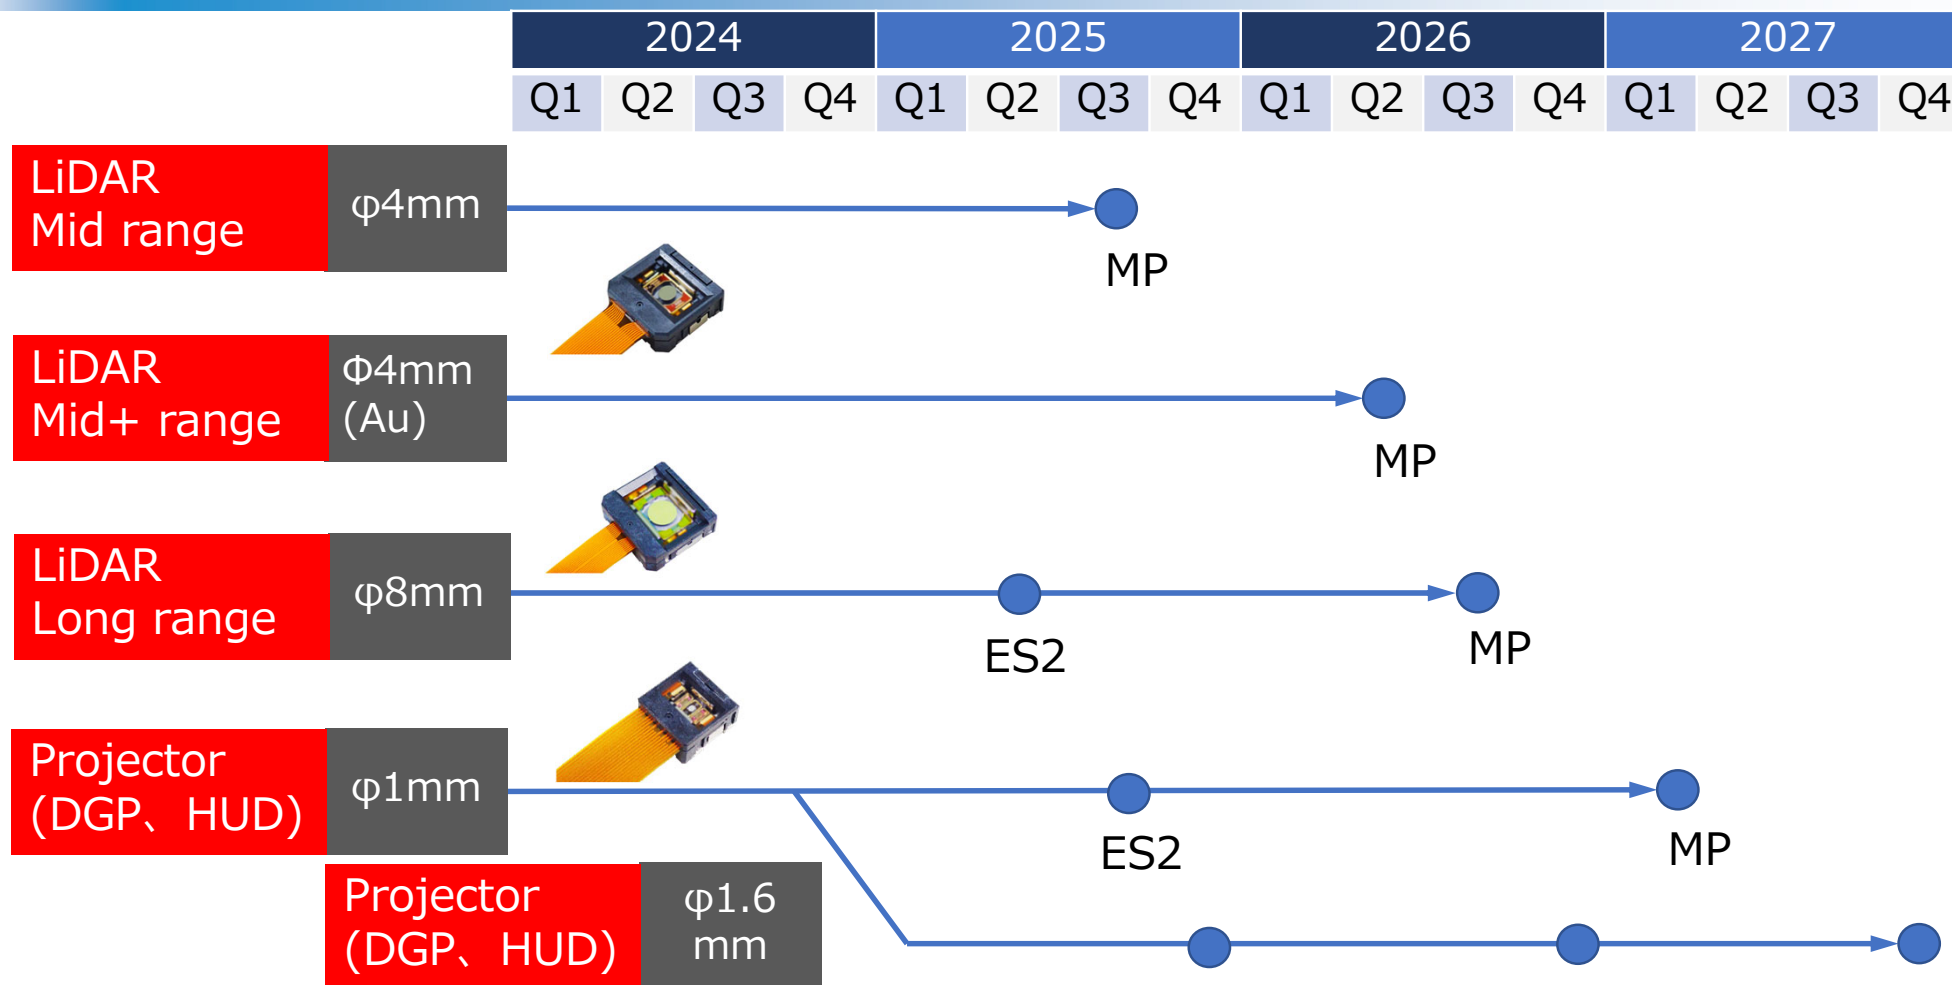 2024 2025 2026 2027
Q1 Q2 Q3 Q4 Q1 Q2 Q3 Q4 Q1 Q2 Q3 Q4 Q1 Q2 Q3 Q4
LiDAR
Mid range
φ4mm
MP
LiDAR
Mid+ range
Φ4mm
(Au)
MP
LiDAR
Long range
φ8mm
ES2
MP
Projector
(DGP、HUD)
φ1mm
ES2
MP
Projector
(DGP、HUD)
φ1.6
mm